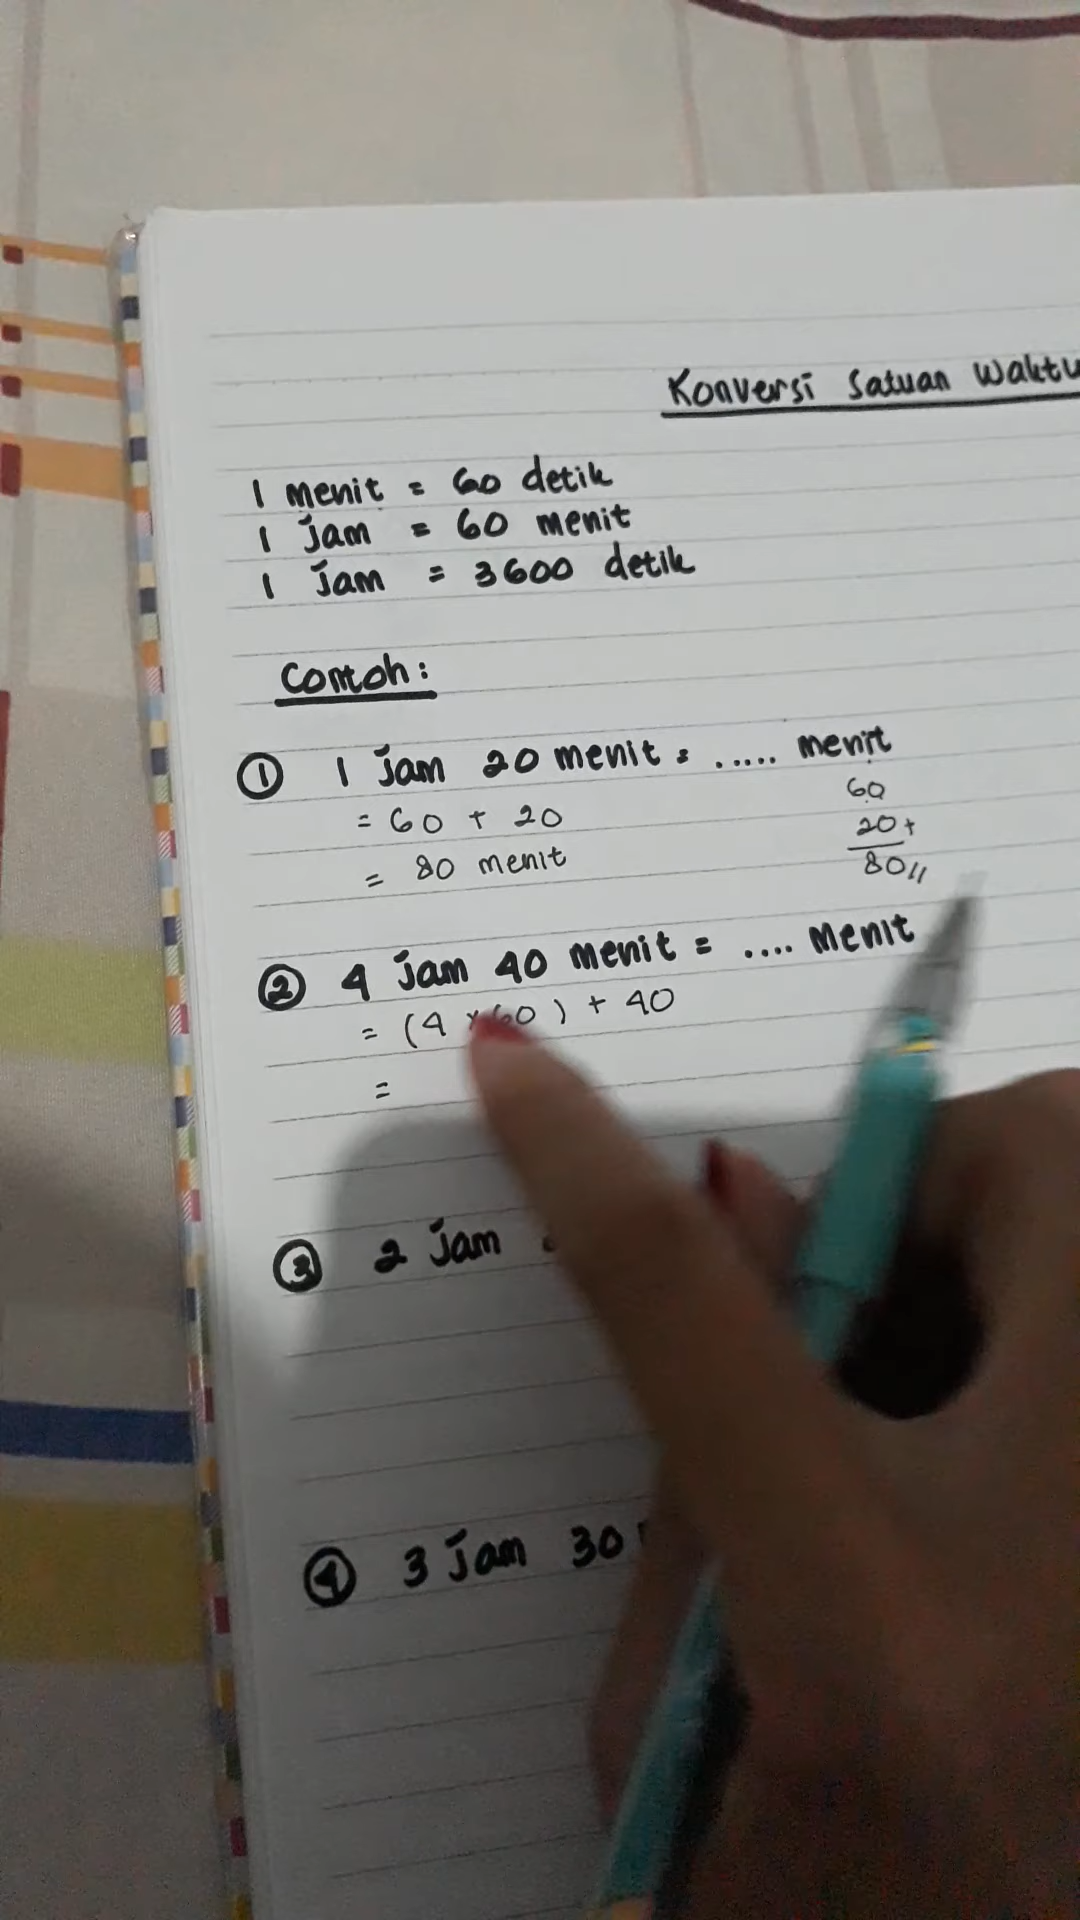 Konversi Satuan Waktu
1 menit = 60 detik
1 jam = 60 menit
1 jam = 3600 detik
Contoh:
① 1 jam 20 menit = ..... menit
= 60 + 20
= 80 menit
60
20 +
80 //
② 4 jam 40 menit = .... menit
= (4 × 60) + 40
=
③ 2 jam
④ 3 jam 30